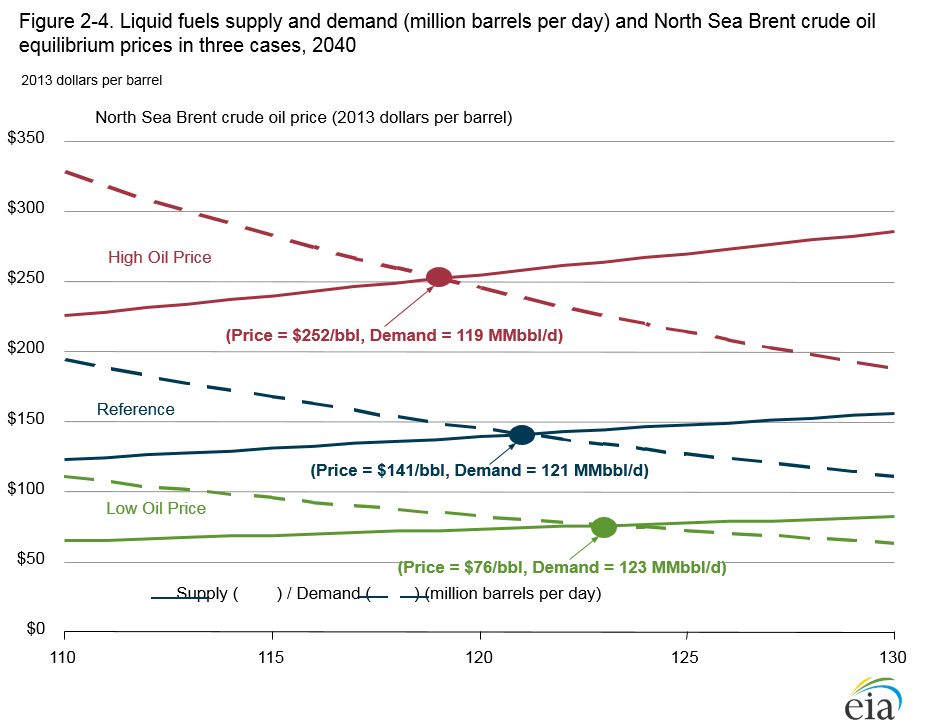 Figure 2-4. Liquid fuels supply and demand (million barrels per day) and North Sea Brent crude oil
equilibrium prices in three cases, 2040
2013 dollars per barrel
North Sea Brent crude oil price (2013 dollars per barrel)
$350
$300
High Oil Price
$250
(Price = $252/bbl, Demand = 119 MMbbl/d)
$200
Reference
$150
(Price = $141/bbl, Demand = 121 MMbbl/d)
$100
Low Oil Price
$50
(Price = $76/bbl, Demand = 123 MMbbl/d)
Supply ( ) / Demand ( ) (million barrels per day)
$0
110 115 120 125 130
eia